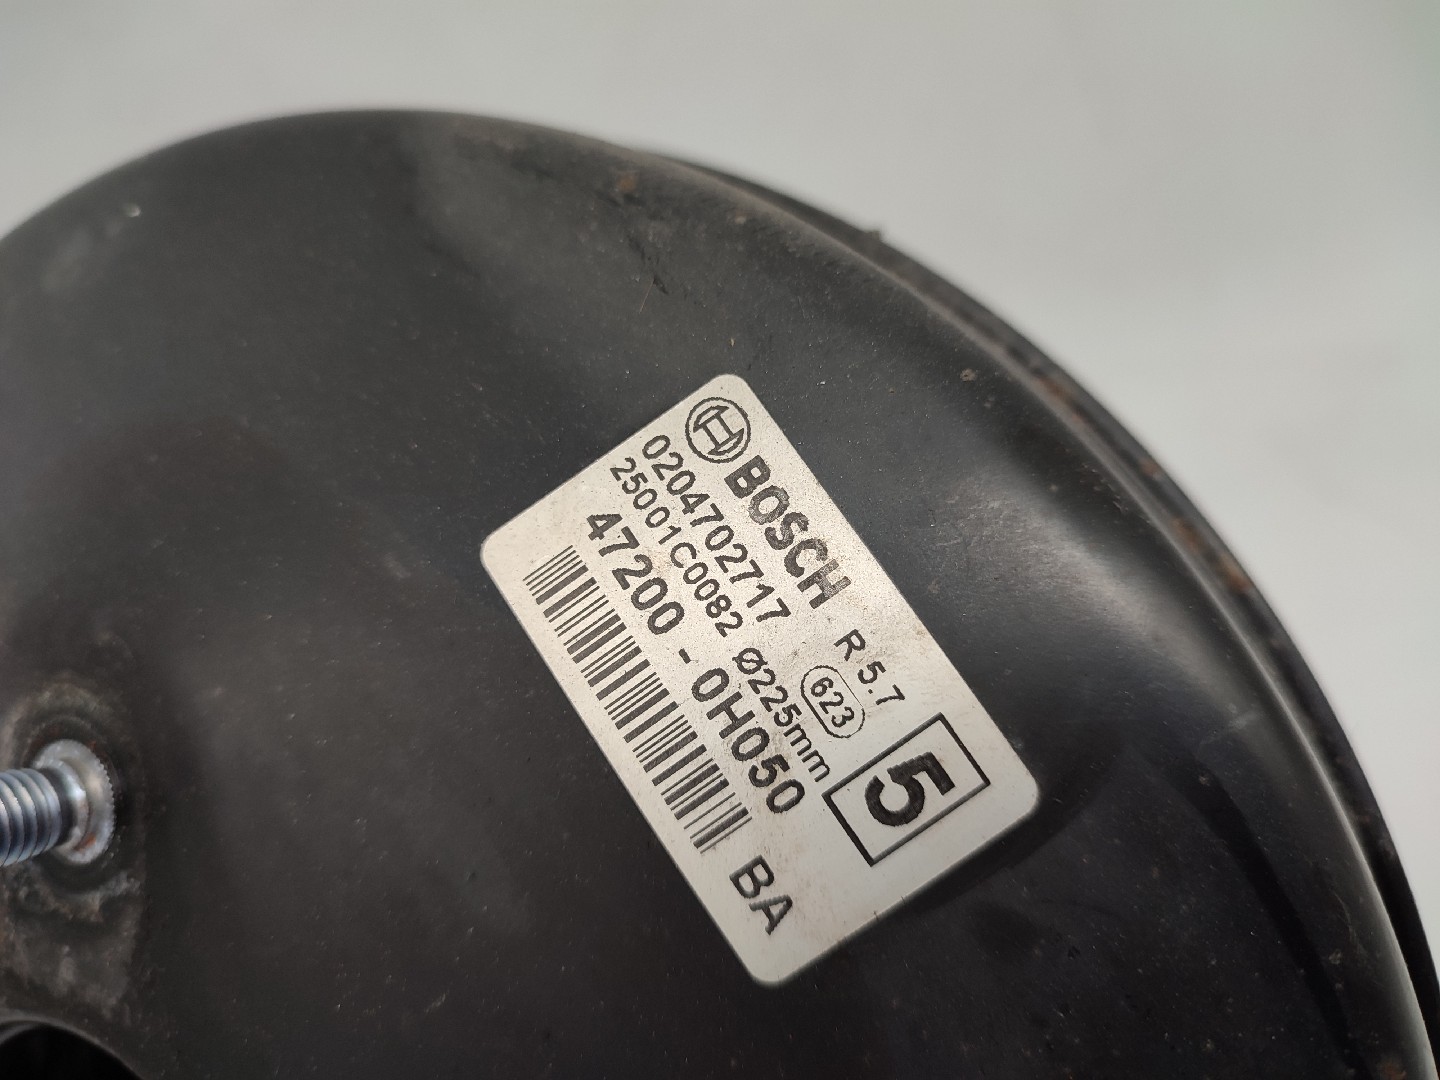 BOSCH
R 5.7
0204702717
623
25001C0082 Ø225mm
47200 - 0H050
5
BA